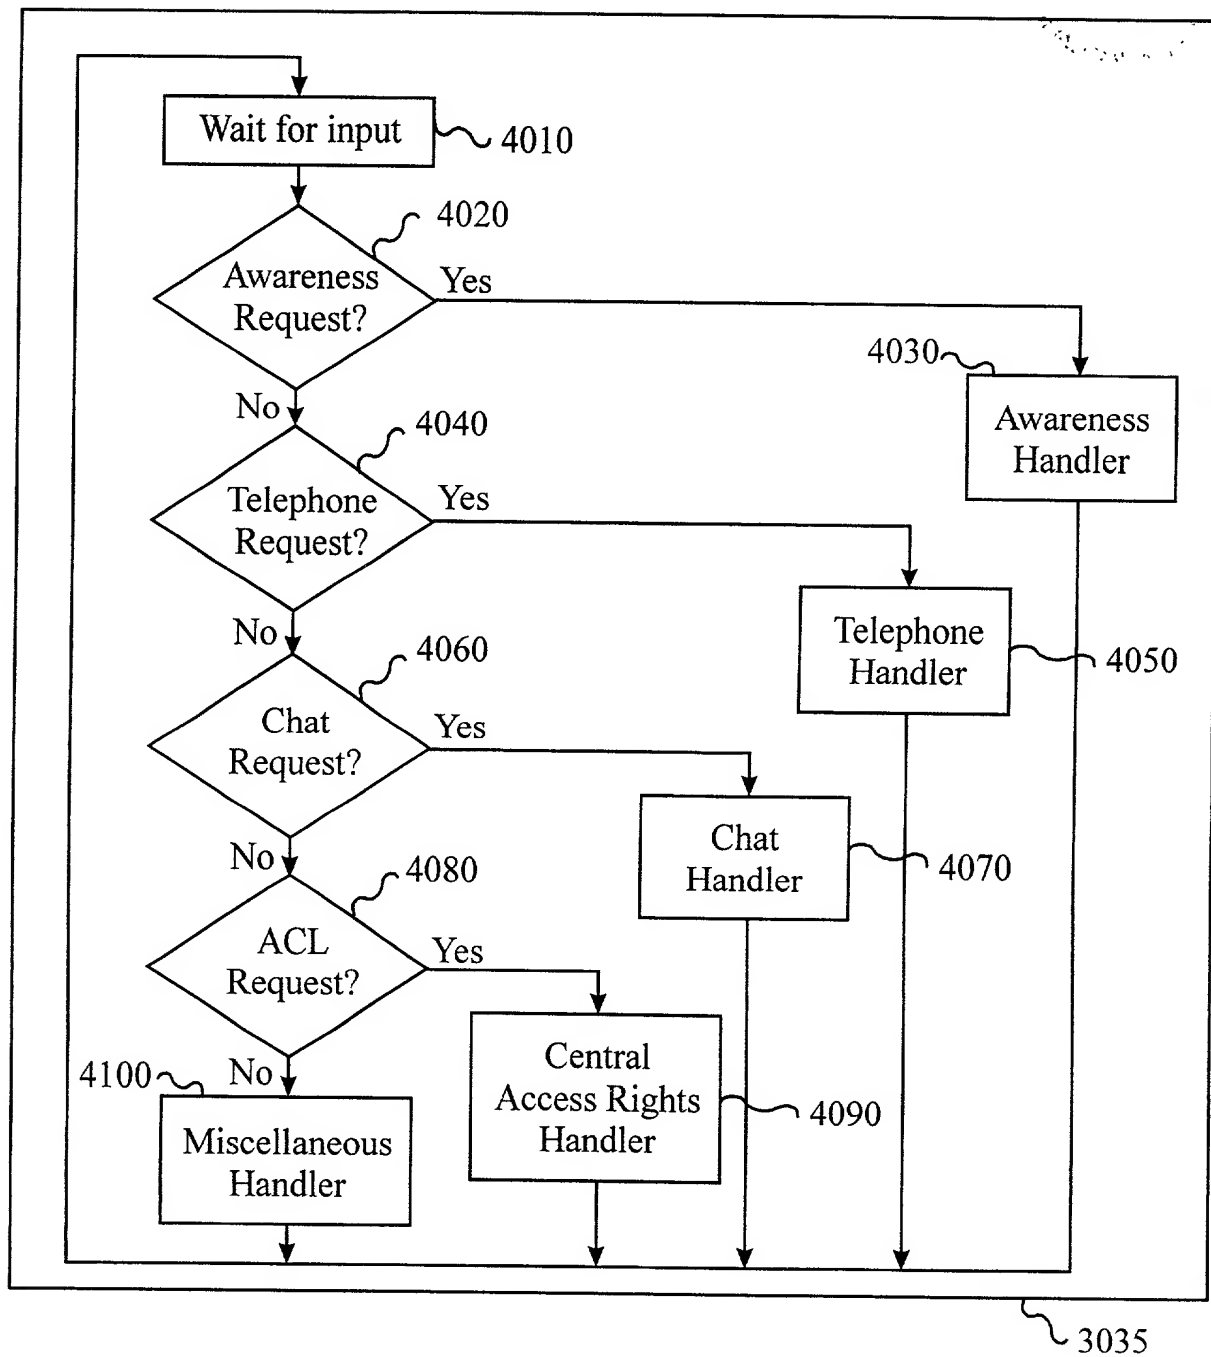 Wait for input
4010
4020
Awareness
Request?
Yes
4030
Awareness
Handler
No
4040
Telephone
Request?
Yes
Telephone
Handler
4050
No
4060
Chat
Request?
Yes
Chat
Handler
4070
No
4080
ACL
Request?
Yes
Central
Access Rights
Handler
4090
No
4100
Miscellaneous
Handler
3035